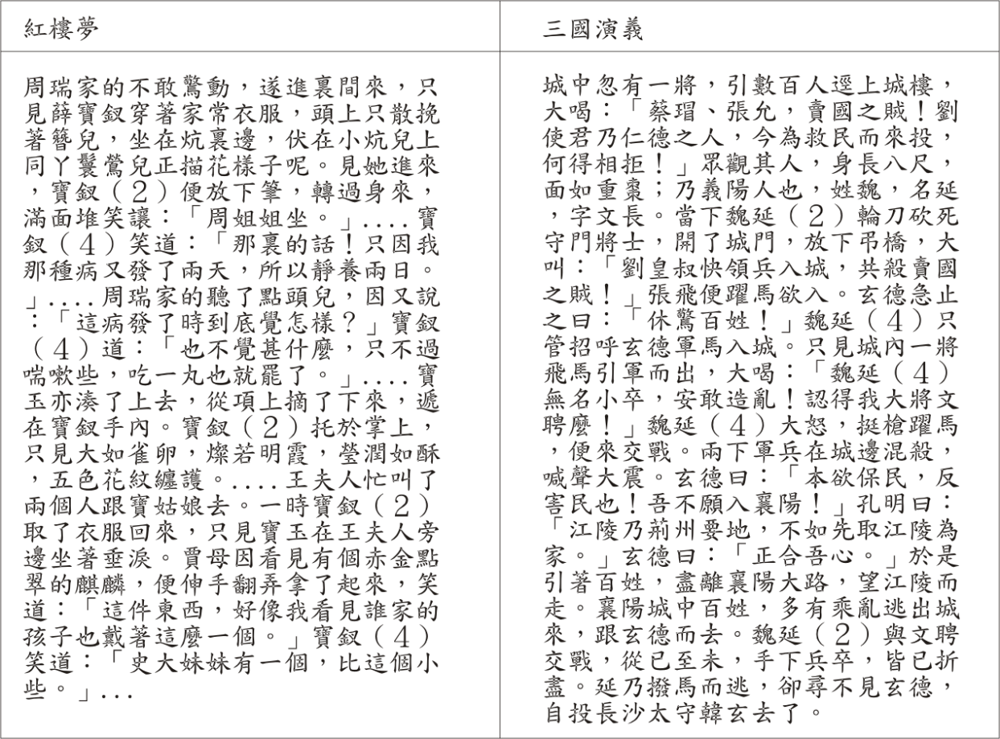 紅樓夢
周瑞家的不敢驚動，遂進裏間來，只
見薛寶釵穿著家常衣服，頭上只散挽
著簪兒，坐在炕裏邊，伏在小炕兒上
同丫鬟鶯兒正描花樣子呢。見她進來
，寶釵（２）便放下筆，轉過身來，
滿面堆笑讓：「周姐姐坐。」....寶
釵（４）笑道：「那裏的話！只因我
那種病又發了兩天，所以靜養兩日。
」....周瑞家的聽了點頭兒，因又說
：「這病發了時到底覺怎樣？」寶釵
（４）道：「也不覺甚什麼，只不過
喘嗽些，吃一丸也就罷了。」....寶
玉亦湊了上去，從項上摘了下來，遞
在寶釵手內。寶釵（２）托於掌上，
只見大如雀卵，燦若明霞，瑩潤如酥
，五色花紋纏護。....王夫人忙叫了
兩個人跟寶姑娘去。一時寶釵（２）
取了衣服回來，只見寶玉在王夫人旁
邊坐著垂淚。賈母因看見有個赤金點
翠的麒麟，便伸手翻弄拿了起來，笑
道：「這件東西，好像我看見誰家的
孩子也戴著這麼一個。」寶釵（４）
笑道：「史大妹妹有一個，比這個小
些。」...
三國演義
城中忽有一將，引數百人逕上城樓，
大喝：「蔡瑁、張允，賣國之賊！劉
使君乃仁德之人，今為救民而來投，
何得相拒！」眾觀其人，身長八尺，
面如重棗；乃義陽人也，姓魏，名延
，字文長。當下魏延（２）輪刀砍死
守門將士，開了城門，放下弔橋，大
叫：「劉皇叔快領兵入城，共殺賣國
之賊！」張飛便躍馬欲入。玄德急止
之曰：「休驚百姓！」魏延（４）只
管招呼玄德軍馬入城。只見城內一將
飛馬引軍而出，大喝：「魏延（４）
無名小卒，安敢造亂！認得我大將文
聘麼！」魏延（４）大怒，挺槍躍馬
，便來交戰。兩下軍兵在城邊混殺，
喊聲大震。玄德曰：「本欲保民，反
害民也！吾不願入襄陽！」孔明曰：
「江陵乃荊州要地，不如先取江陵為
家。」玄德曰：「正合吾心。」於是
引著百姓，盡離襄陽大路，望江陵而
走。襄陽城中百姓，多有乘亂逃出城
來，跟玄德而去。魏延（２）與文聘
交戰，從已至未，手下兵卒，皆已折
盡。延乃撥馬而逃，卻尋不見玄德，
自投長沙太守韓玄去了。